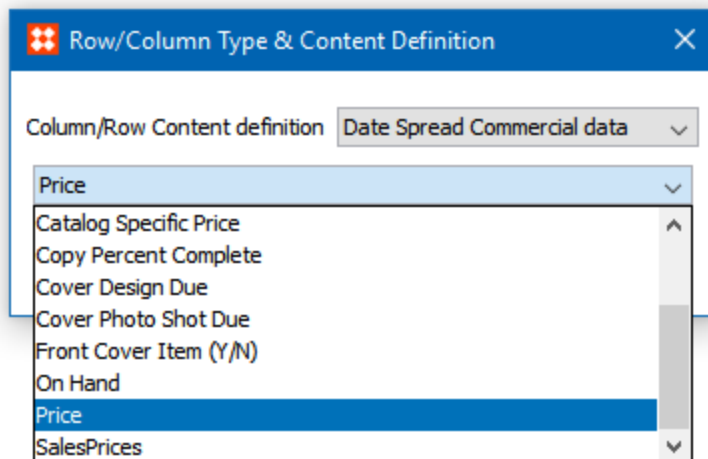 Row/Column Type & Content Definition
Column/Row Content definition Date Spread Commercial data
Price
Catalog Specific Price
Copy Percent Complete
Cover Design Due
Cover Photo Shot Due
Front Cover Item (Y/N)
On Hand
Price
SalesPrices